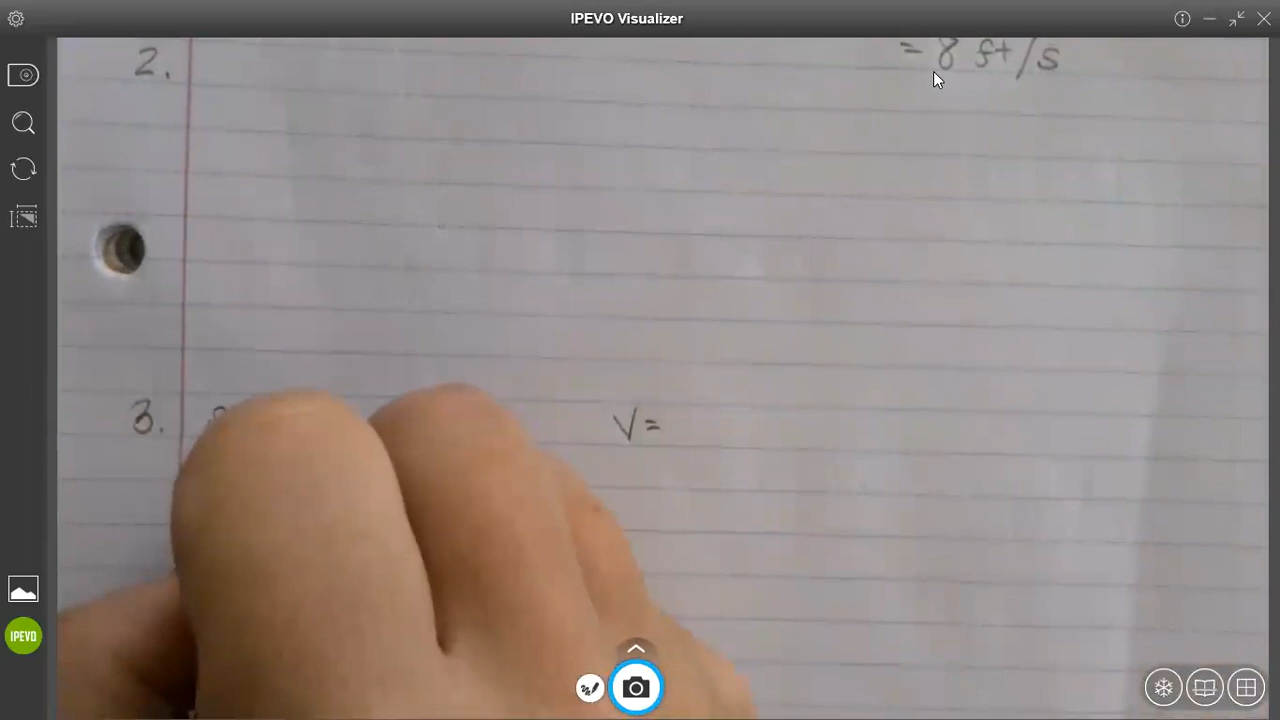 IPEVO Visualizer
2.
= 8 ft/s
3.
V =
IPEVO